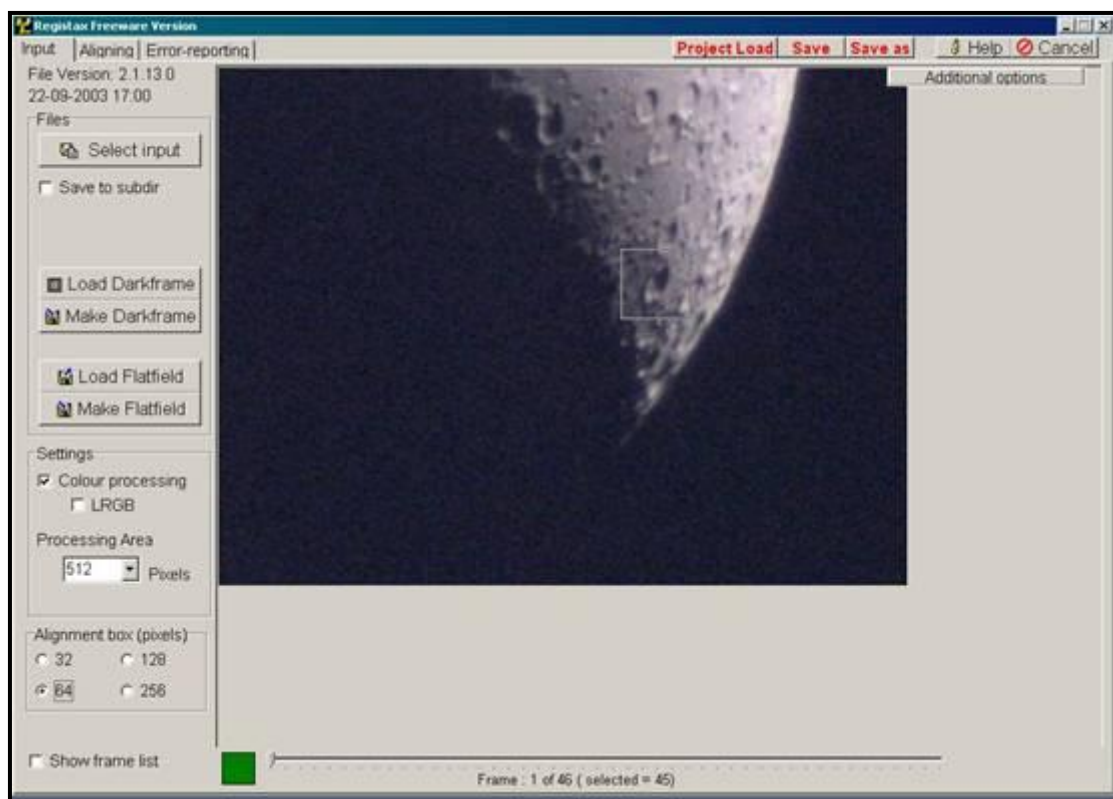 Registax Freeware Version
Input Aligning Error-reporting Project Load Save Save as Help Cancel
File Version: 2.1.13.0
22-09-2003 17:00
Additional options
Files
Select input
Save to subdir
Load Darkframe
Make Darkframe
Load Flatfield
Make Flatfield
Settings
Colour processing
LRGB
Processing Area
512 Pixels
Alignment box (pixels)
32 128
64 256
Show frame list
Frame : 1 of 46 ( selected = 45)